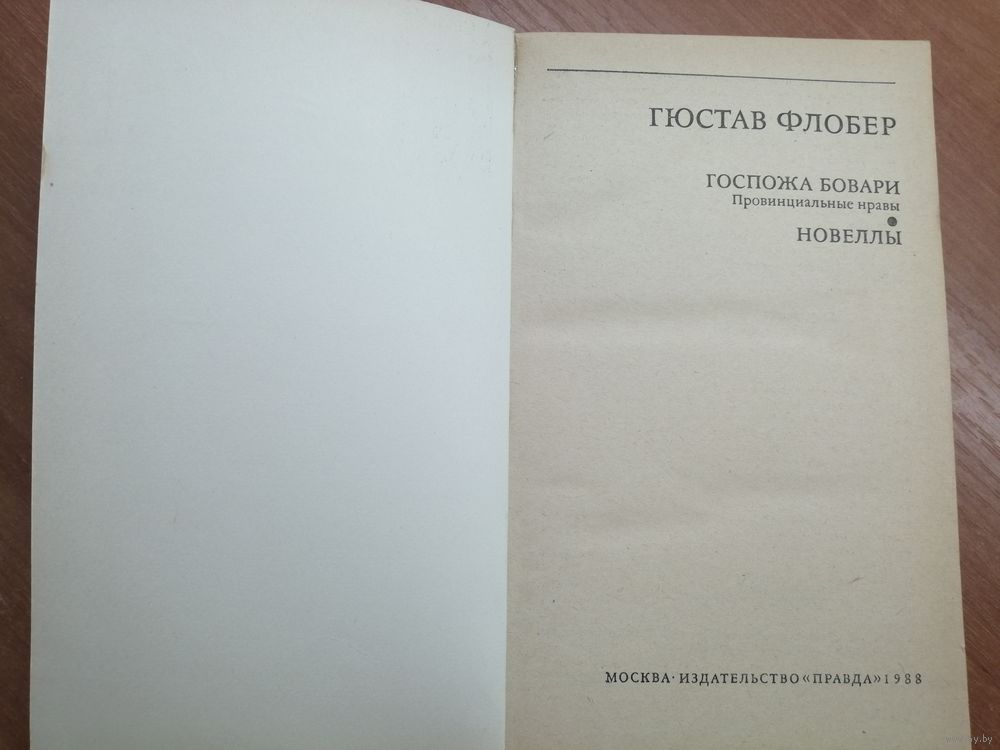 ГЮСТАВ ФЛОБЕР
ГОСПОЖА БОВАРИ
Провинциальные нравы
НОВЕЛЛЫ
МОСКВА · ИЗДАТЕЛЬСТВО «ПРАВДА» 1988